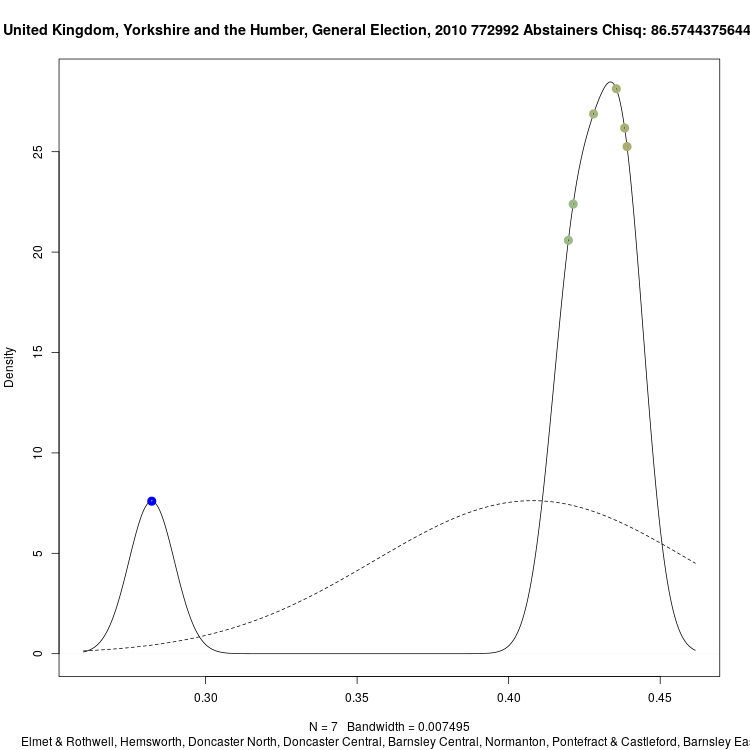 United Kingdom, Yorkshire and the Humber, General Election, 2010 772992 Abstainers Chisq: 86.5744375644
Density
0
5
10
15
20
25
0.30 0.35 0.40 0.45
N = 7 Bandwidth = 0.007495
Elmet & Rothwell, Hemsworth, Doncaster North, Doncaster Central, Barnsley Central, Normanton, Pontefract & Castleford, Barnsley Eas